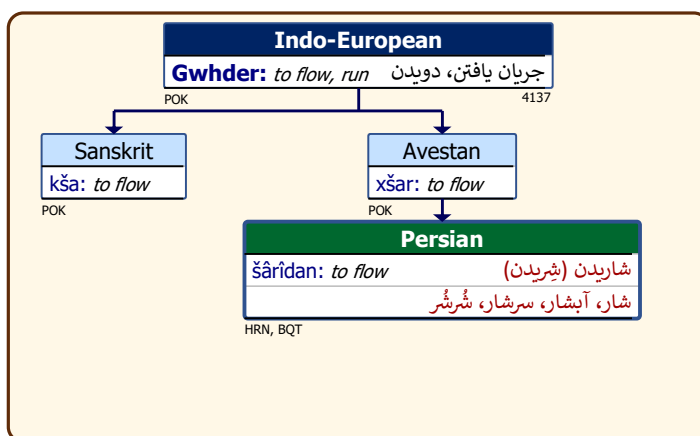 Indo-European
Gwhder: to flow, run جریان یافتن، دویدن
POK 4137
Sanskrit Avestan
kša: to flow xšar: to flow
POK POK
Persian
šârîdan: to flow شاریدن (شِریدن)
شار، آبشار، سرشار، شُرشُر
HRN, BQT